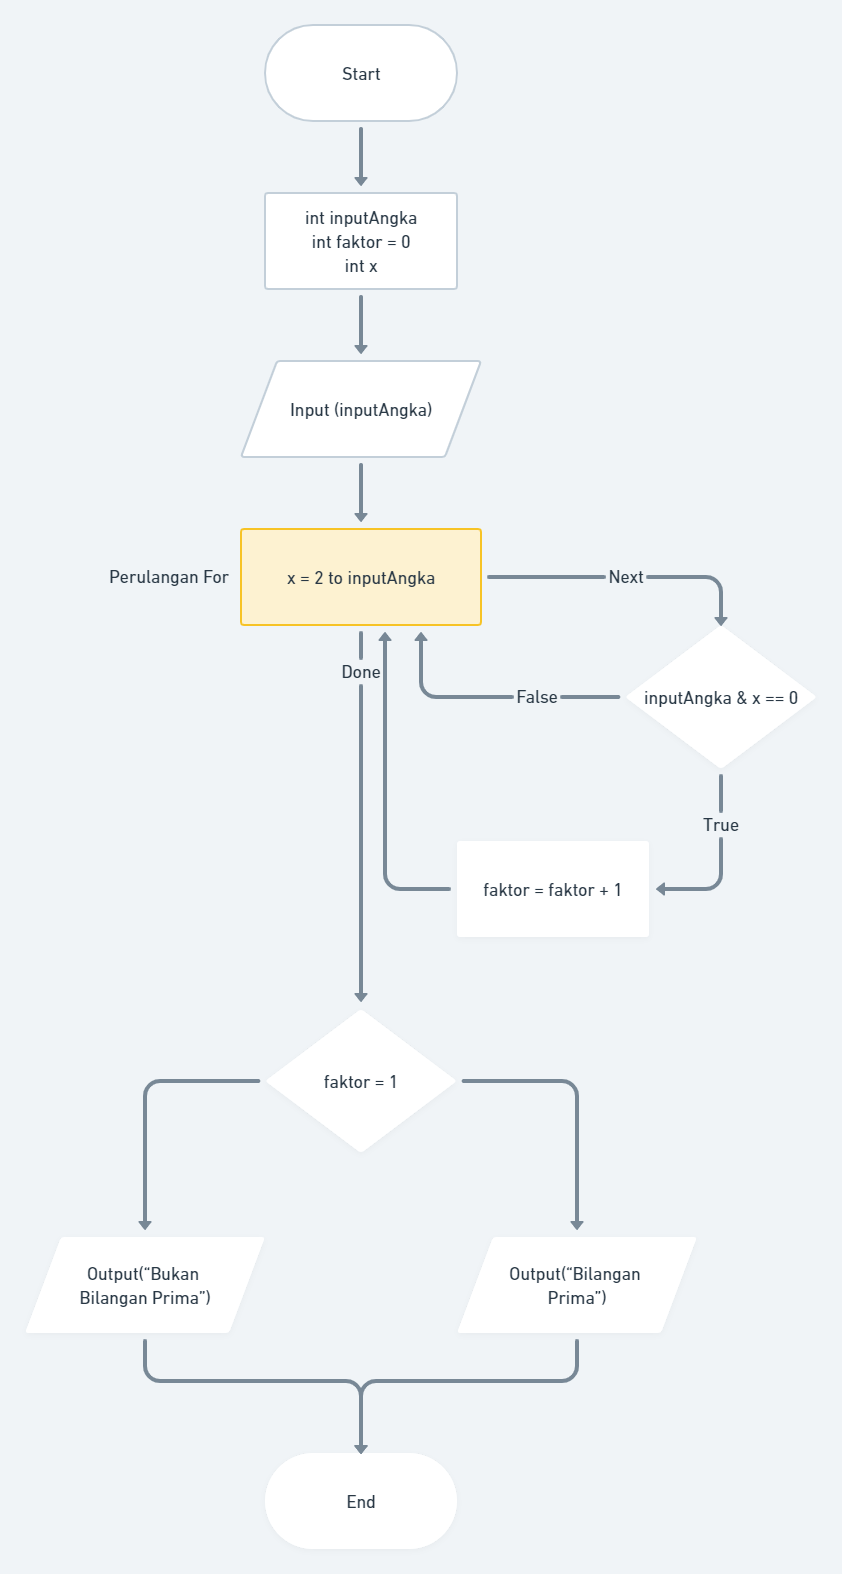 Start
int inputAngka
int faktor = 0
int x
Input (inputAngka)
Perulangan For
x = 2 to inputAngka
Next
Done
False
inputAngka & x == 0
True
faktor = faktor + 1
faktor = 1
Output(“Bukan
Bilangan Prima”)
Output(“Bilangan
Prima”)
End